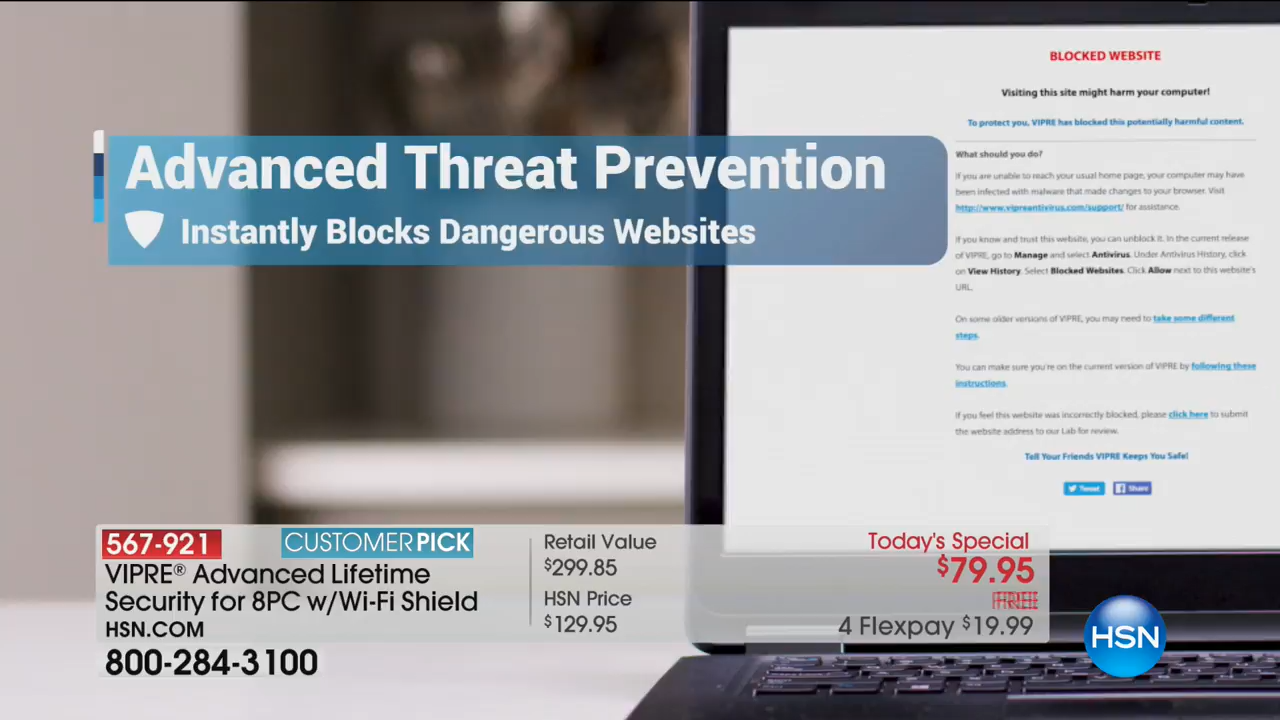 Advanced Threat Prevention
Instantly Blocks Dangerous Websites
BLOCKED WEBSITE
Visiting this site might harm your computer!
To protect you, VIPRE has blocked this potentially harmful content.
What should you do?
If you are unable to reach your usual home page, your computer may have
been infected with malware that made changes to your browser. Visit
http://www.vipreantivirus.com/support/ for assistance.
If you know and trust this website, you can unblock it. In the current release
of VIPRE, go to Manage and select Antivirus. Under Antivirus History, click
on View History. Select Blocked Websites. Click Allow next to this website's
URL.
On some older versions of VIPRE, you may need to take some different
steps.
You can make sure you're on the current version of VIPRE by following these
instructions.
If you feel this website was incorrectly blocked, please click here to submit
the website address to our Lab for review.
Tell Your Friends VIPRE Keeps You Safe!
Tweet Share
567-921 CUSTOMER PICK
VIPRE® Advanced Lifetime
Security for 8PC w/Wi-Fi Shield
HSN.COM
800-284-3100
Retail Value
$299.85
HSN Price
$129.95
Today's Special
$79.95
4 Flexpay $19.99
HSN